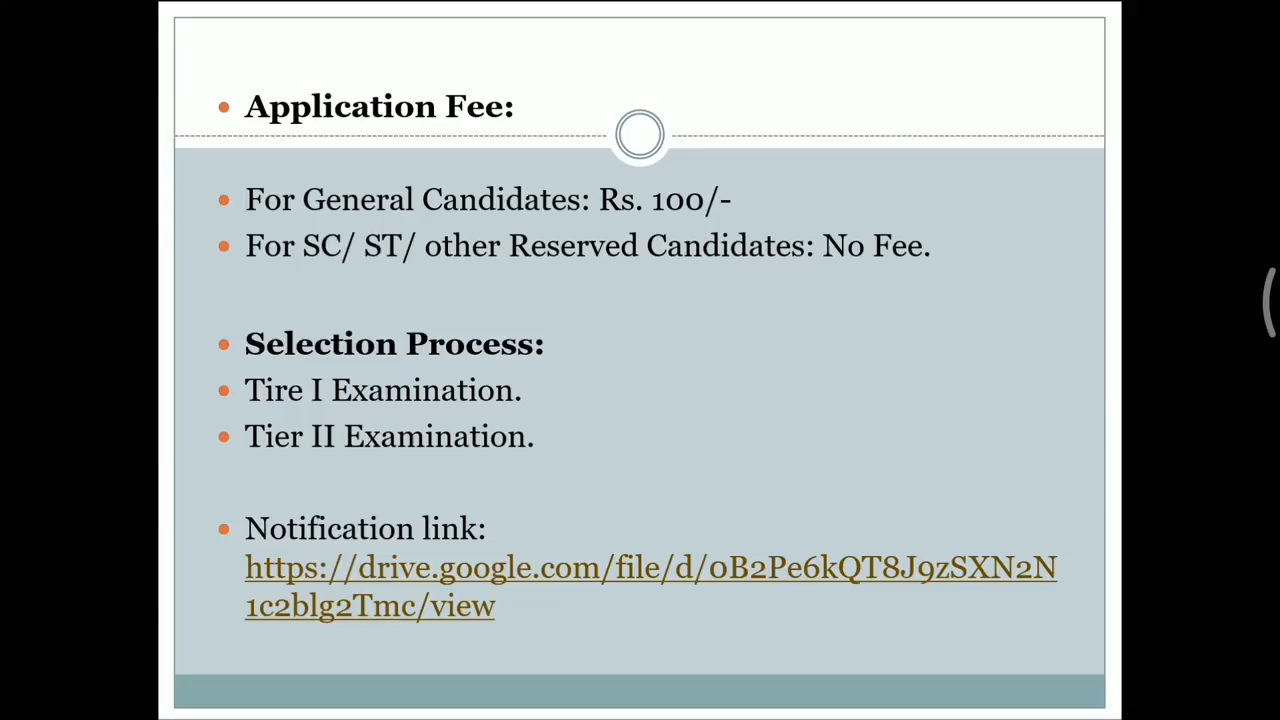 Application Fee:
For General Candidates: Rs. 100/-
For SC/ ST/ other Reserved Candidates: No Fee.
Selection Process:
Tire I Examination.
Tier II Examination.
Notification link:
https://drive.google.com/file/d/0B2Pe6kQT8J9zSXN2N
1c2blg2Tmc/view